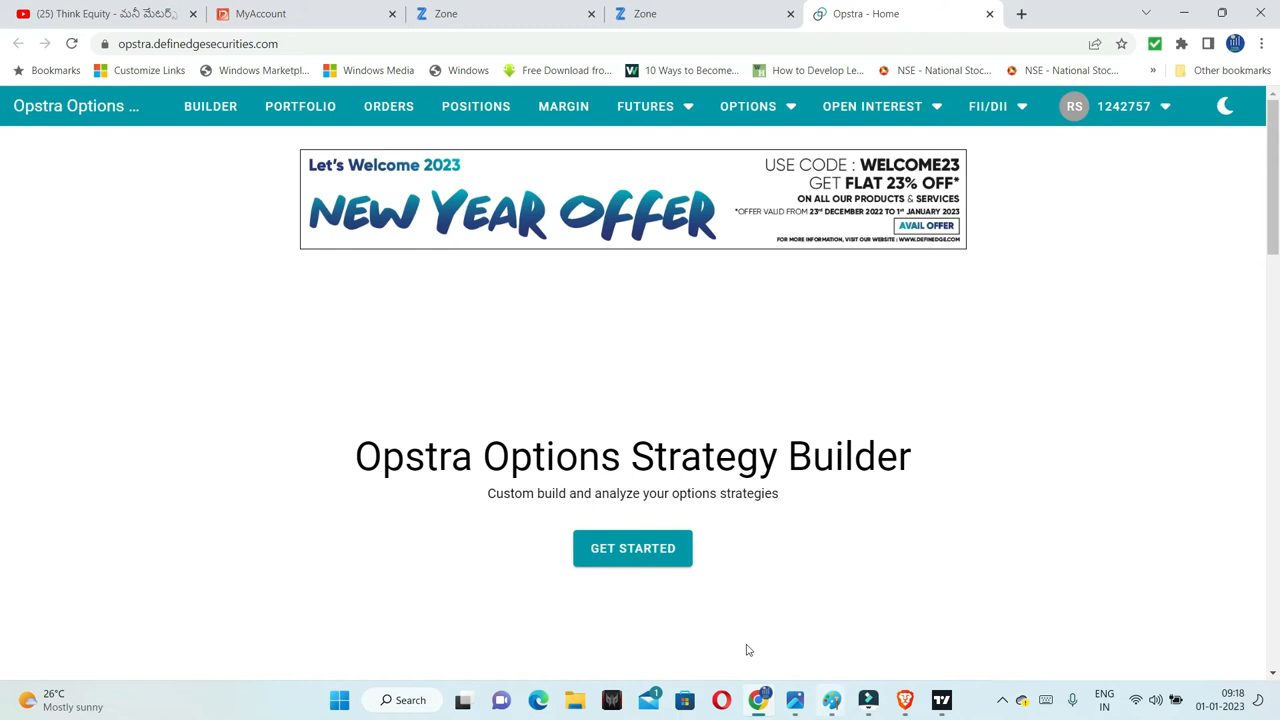 (25) Think Equity - మనీ మేటర్స్
MyAccount
Zone
Zone
Opstra - Home
opstra.definedgesecurities.com
Bookmarks
Customize Links
Windows Marketpl...
Windows Media
Windows
Free Download fro...
10 Ways to Become...
How to Develop Le...
NSE - National Stoc...
NSE - National Stoc...
»
Other bookmarks
Opstra Options ...
BUILDER
PORTFOLIO
ORDERS
POSITIONS
MARGIN
FUTURES
OPTIONS
OPEN INTEREST
FII/DII
RS
1242757
Let's Welcome 2023
NEW YEAR OFFER
USE CODE : WELCOME23
GET FLAT 23% OFF*
ON ALL OUR PRODUCTS & SERVICES
*OFFER VALID FROM 23rd DECEMBER 2022 TO 1st JANUARY 2023
AVAIL OFFER
FOR MORE INFORMATION, VISIT OUR WEBSITE : WWW.DEFINEDGE.COM
Opstra Options Strategy Builder
Custom build and analyze your options strategies
GET STARTED
26°C
Mostly sunny
Search
1
ENG
IN
09:18
01-01-2023